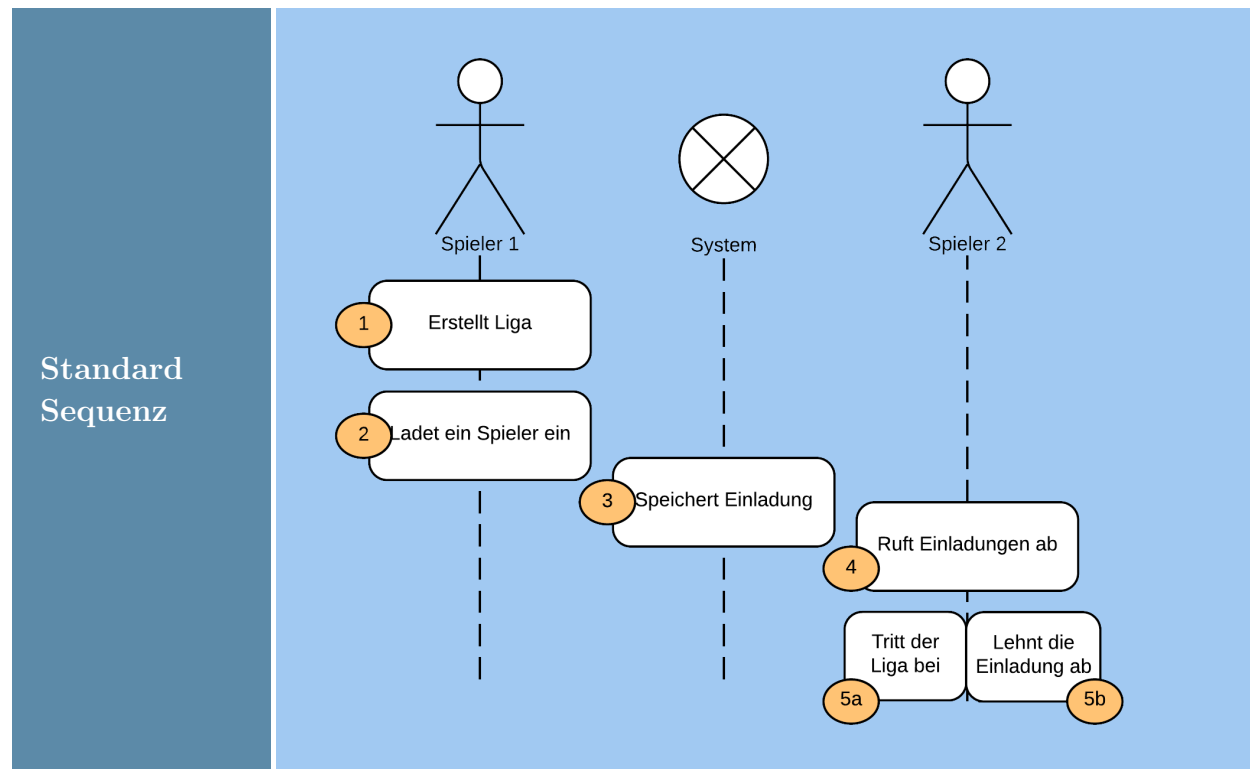 Standard
Sequenz
Spieler 1
System
Spieler 2
1
Erstellt Liga
2
Ladet ein Spieler ein
3
Speichert Einladung
4
Ruft Einladungen ab
Tritt der
Liga bei
5a
Lehnt die
Einladung ab
5b